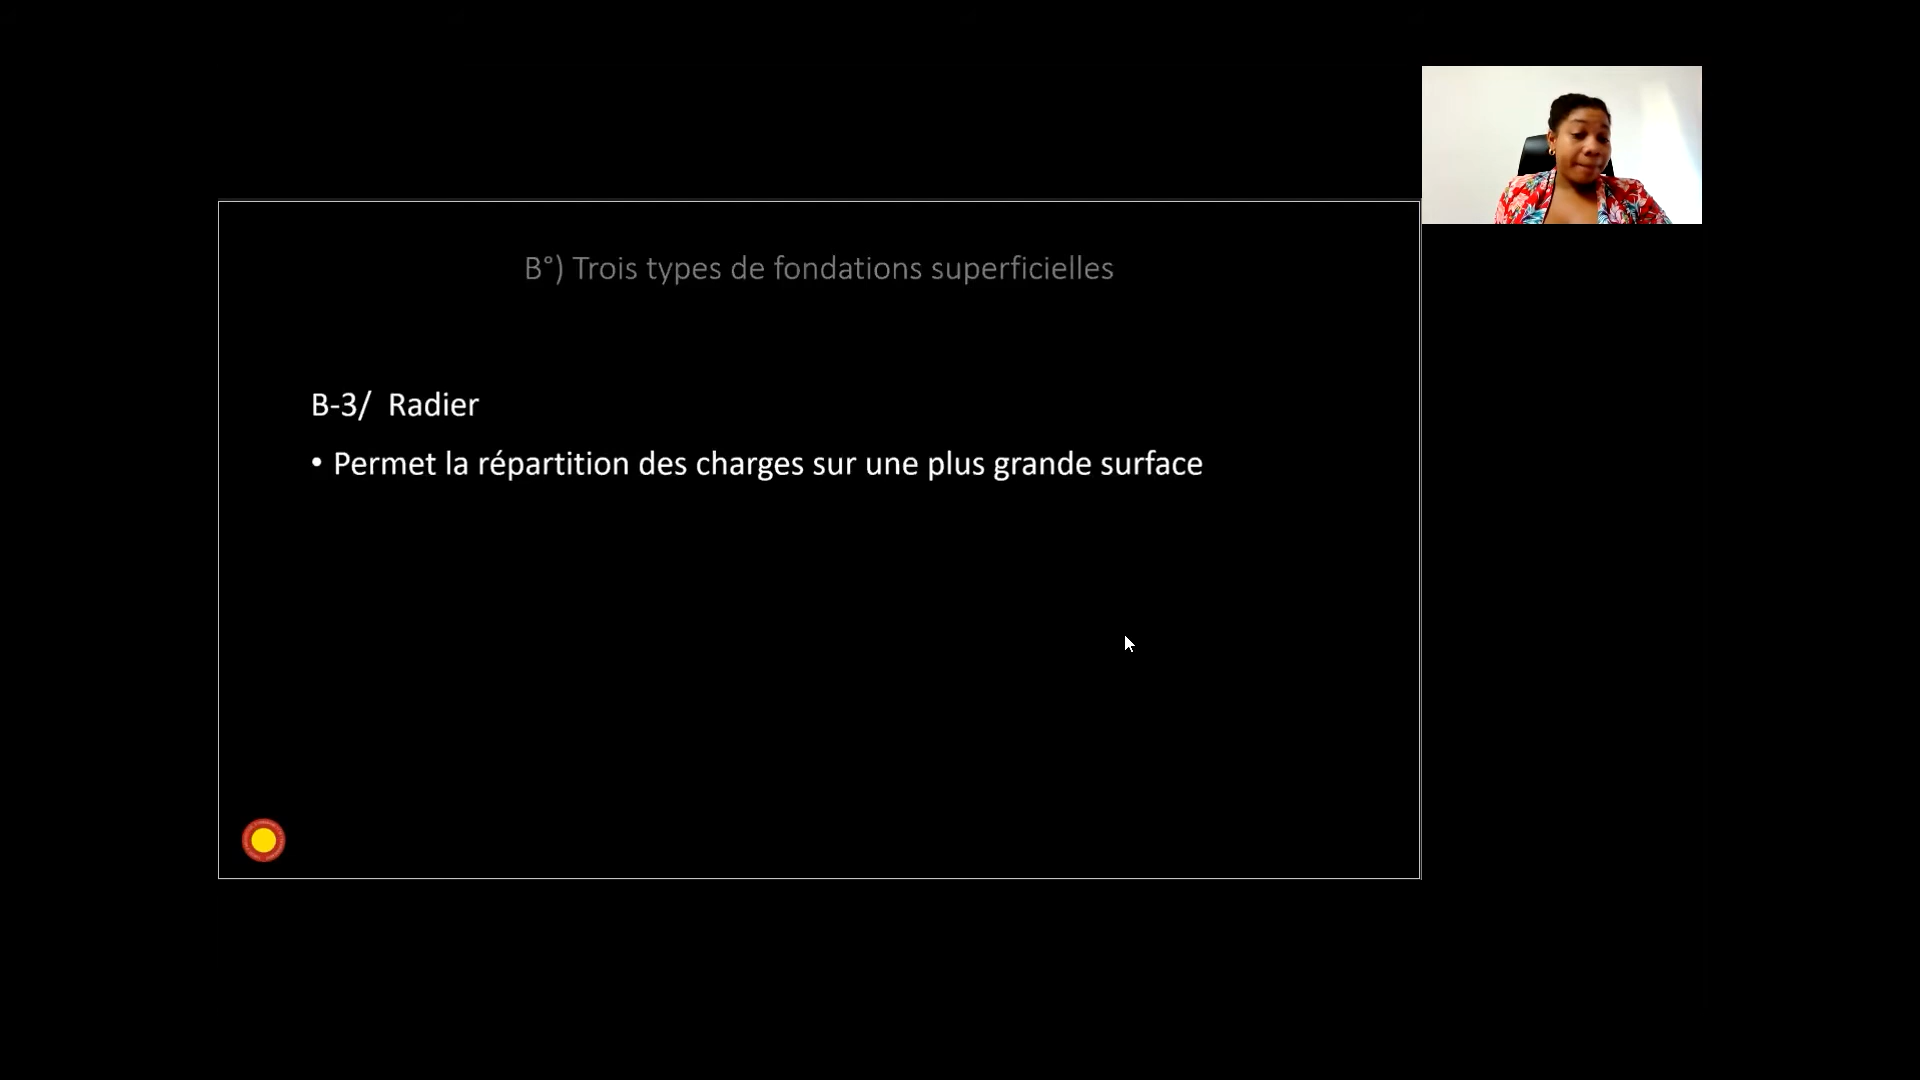 B°) Trois types de fondations superficielles
B-3/ Radier
• Permet la répartition des charges sur une plus grande surface